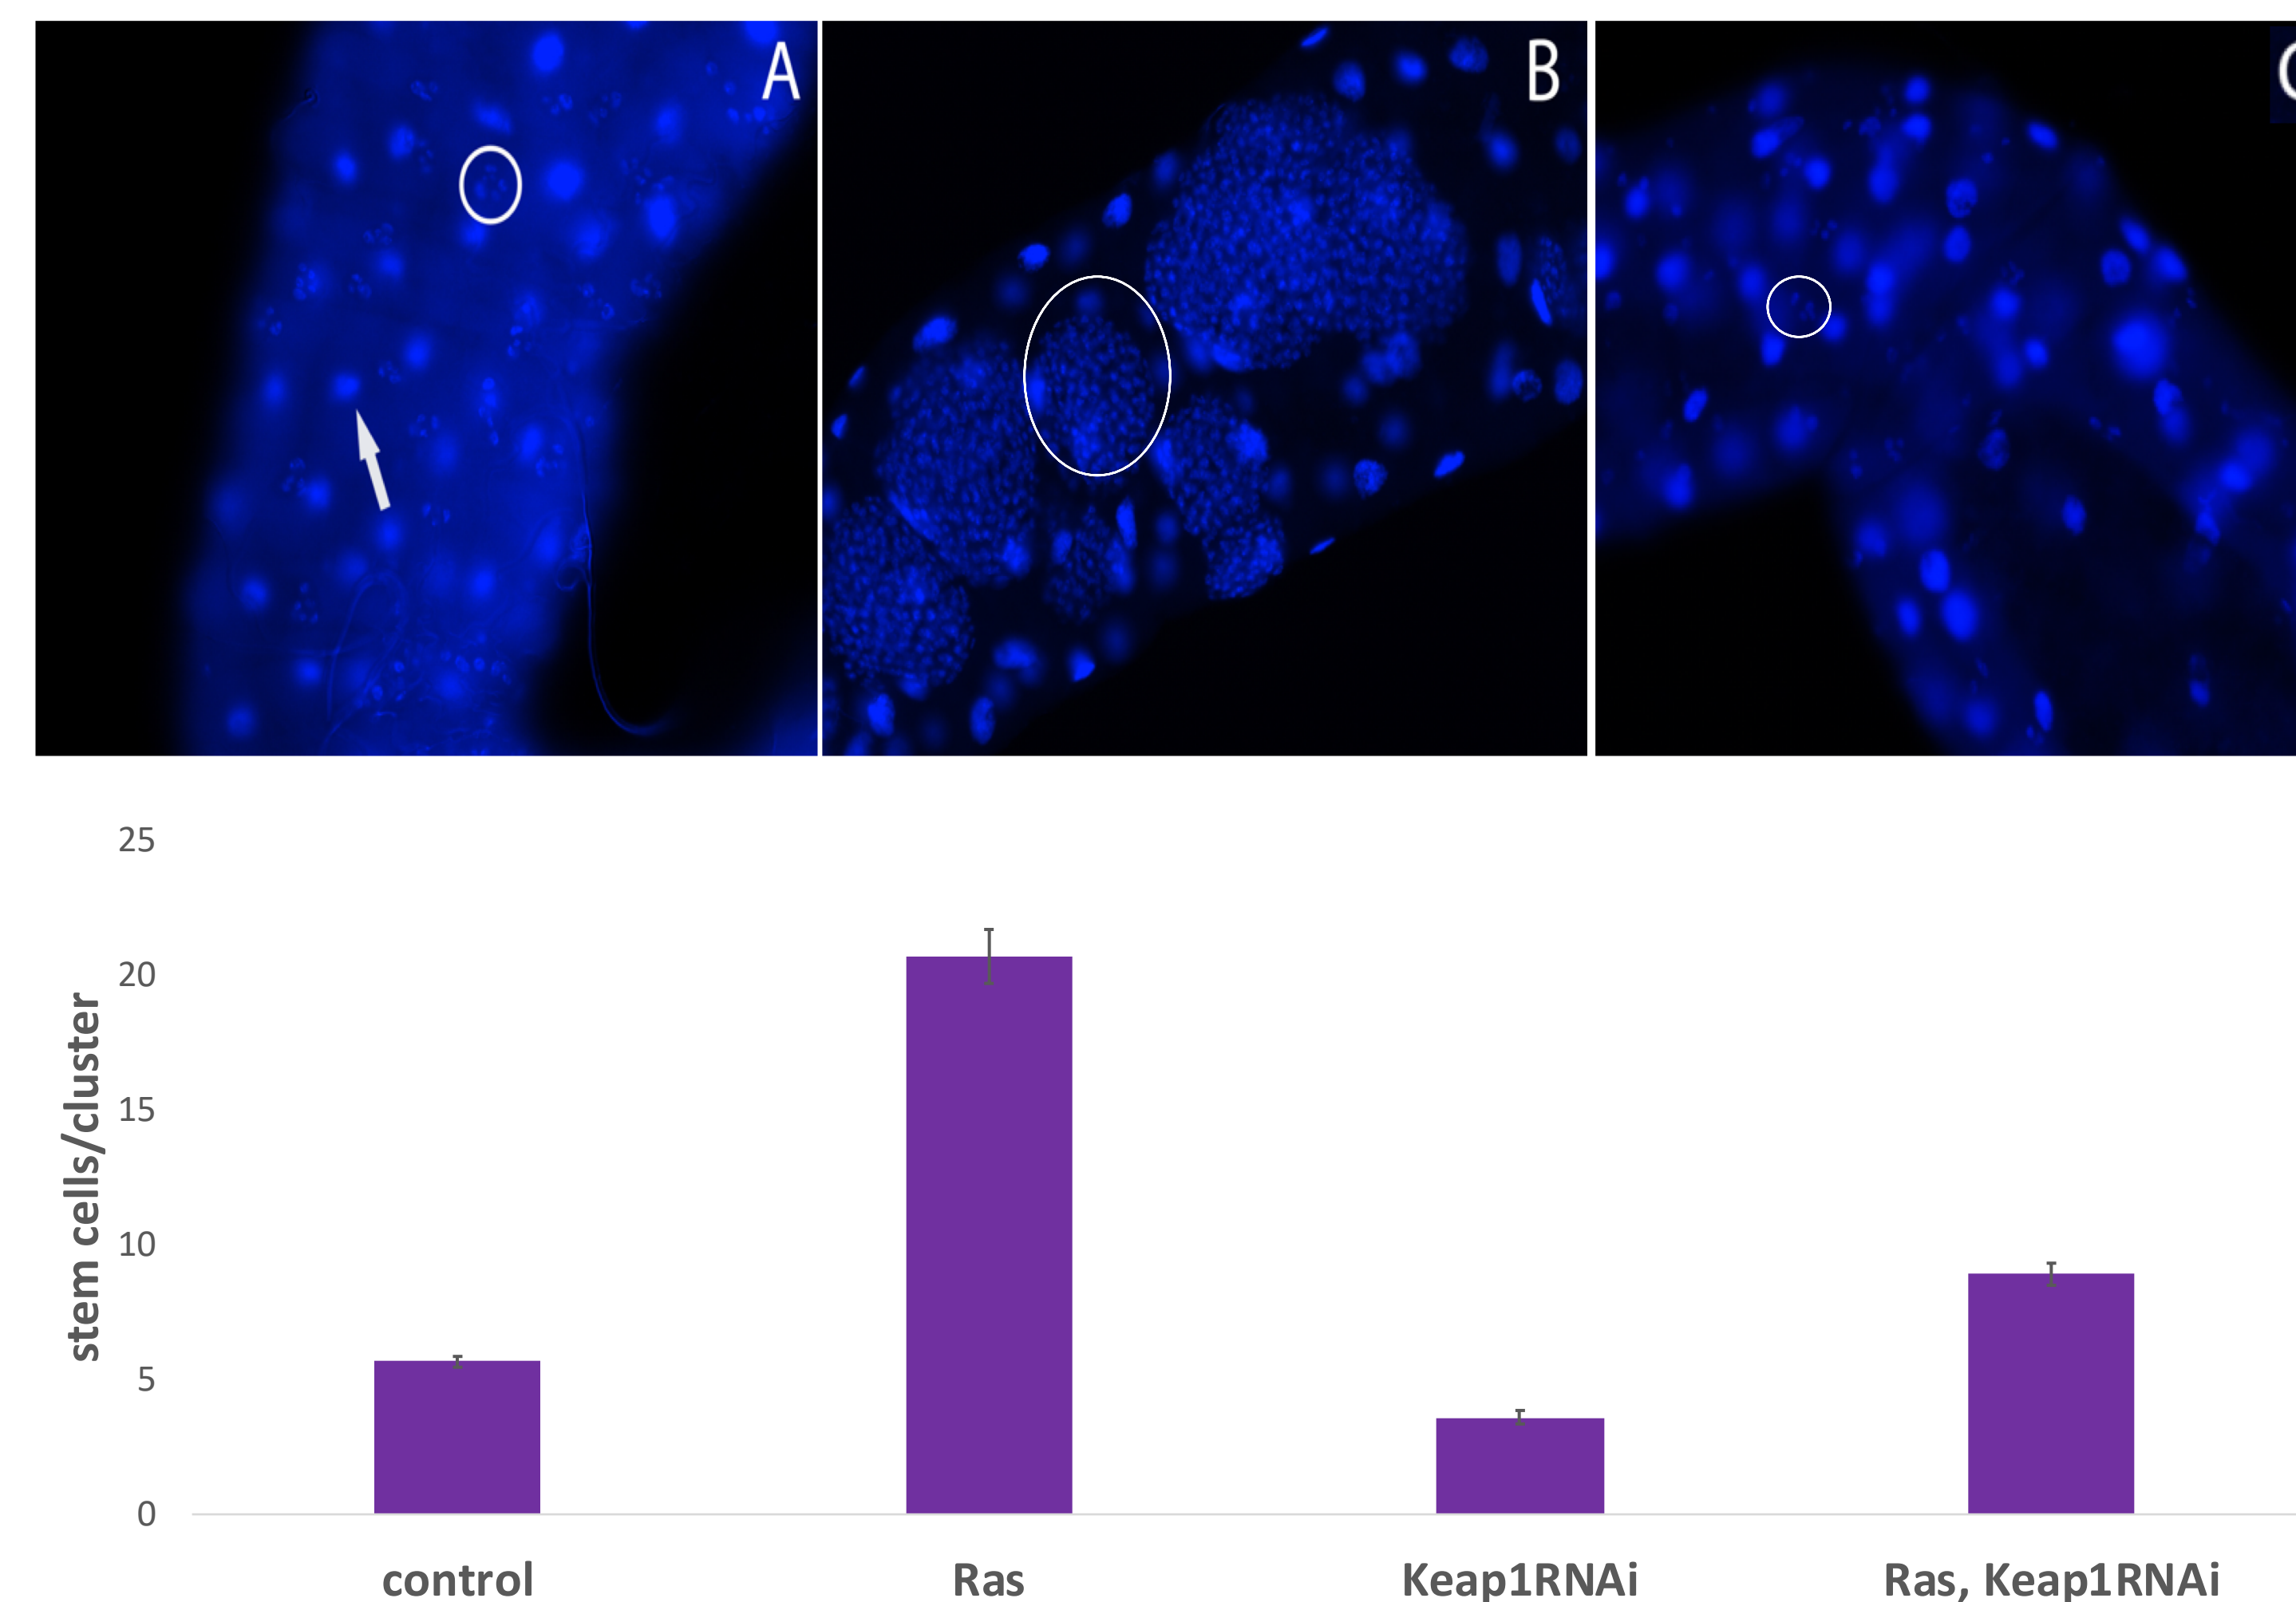 A
B
25
20
15
10
5
0
stem cells/cluster
control
Ras
Keap1RNAi
Ras, Keap1RNAi